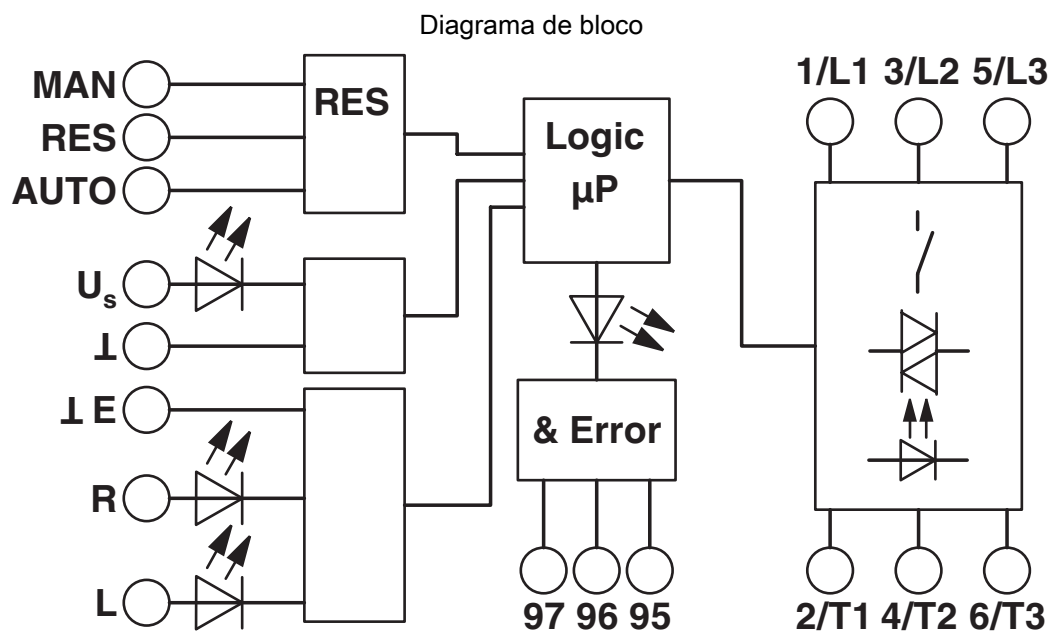 Diagrama de bloco
MAN
RES
AUTO
RES
Us
⊥
⊥ E
R
L
Logic
µP
& Error
97 96 95
1/L1 3/L2 5/L3
2/T1 4/T2 6/T3